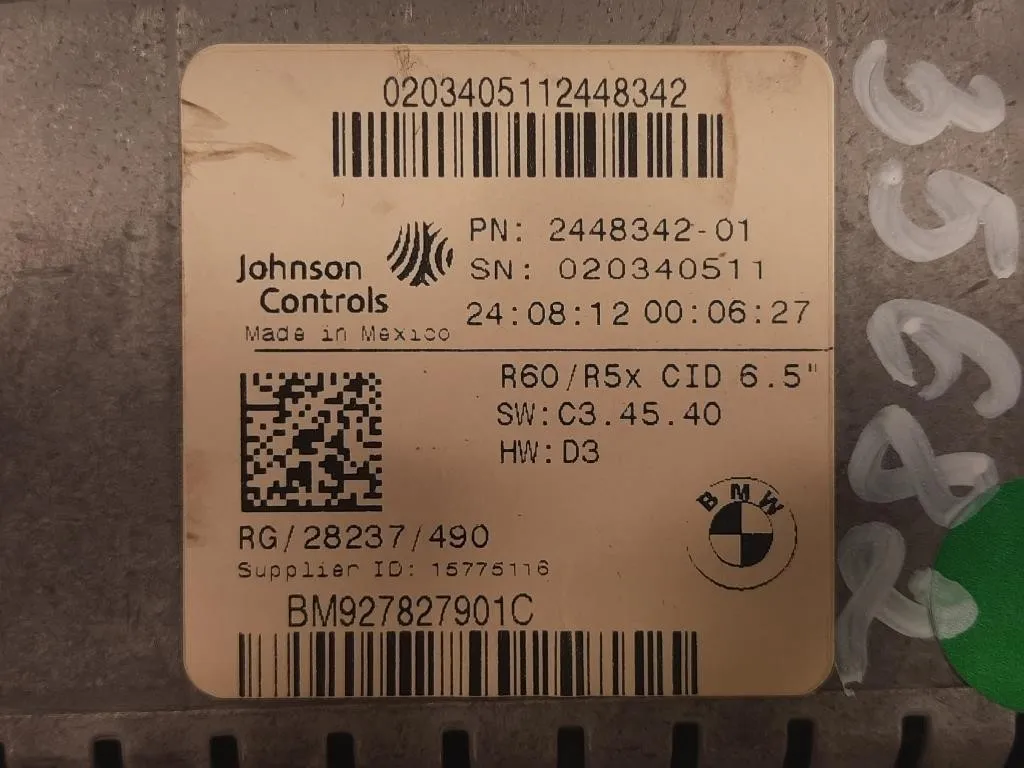 0203405112448342
Johnson
Controls
Made in Mexico
PN: 2448342-01
SN: 020340511
24:08:12 00:06:27
R60/R5x CID 6.5"
SW:C3.45.40
HW:D3
BMW
RG/28237/490
Supplier ID: 15775116
BM927827901C